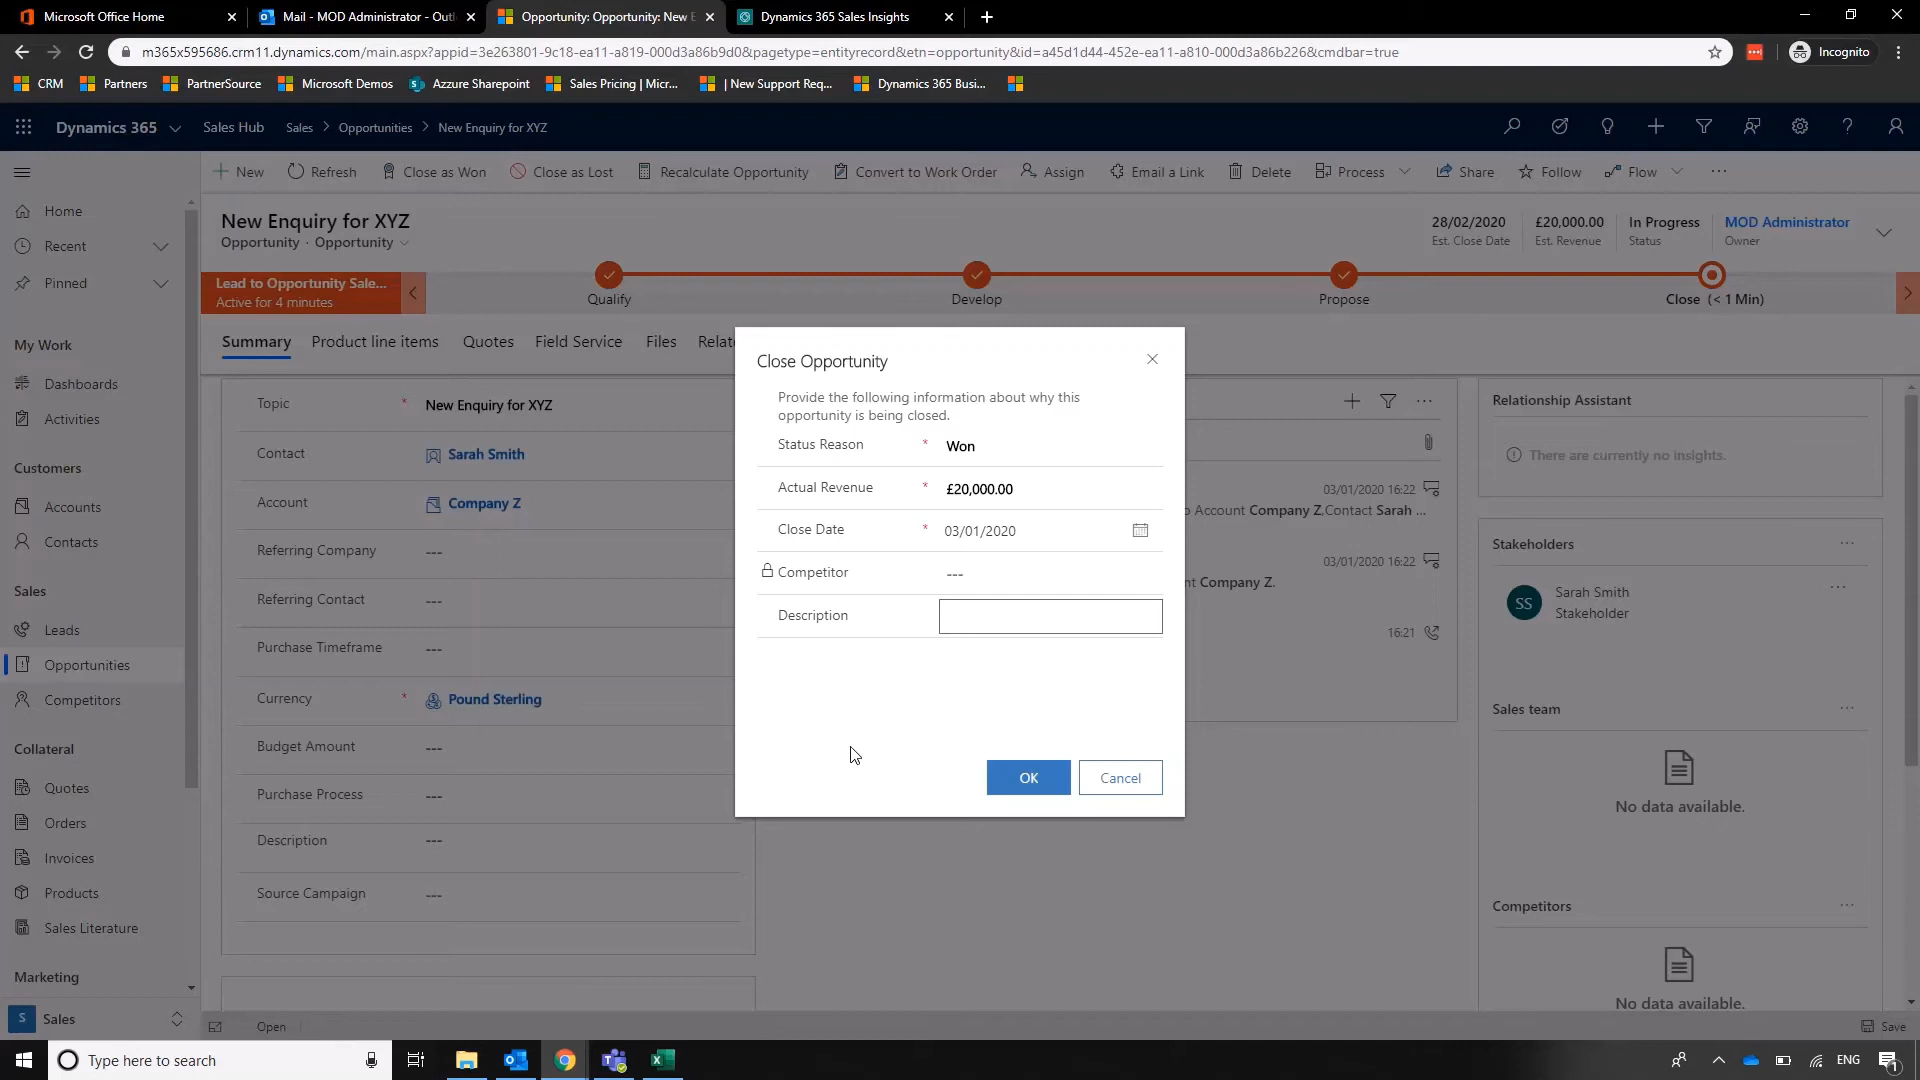 Microsoft Office Home
Mail - MOD Administrator - Outl
Opportunity: Opportunity: New E
Dynamics 365 Sales Insights
m365x595686.crm11.dynamics.com/main.aspx?appid=3e263801-9c18-ea11-a819-000d3a86b9d0&pagetype=entityrecord&etn=opportunity&id=a45d1d44-452e-ea11-a810-000d3a86b226&cmdbar=true
Incognito
CRM
Partners
PartnerSource
Microsoft Demos
Azzure Sharepoint
Sales Pricing | Micr...
| New Support Req...
Dynamics 365 Busi...
Dynamics 365
Sales Hub
Sales > Opportunities > New Enquiry for XYZ
New
Refresh
Close as Won
Close as Lost
Recalculate Opportunity
Convert to Work Order
Assign
Email a Link
Delete
Process
Share
Follow
Flow
Home
Recent
Pinned
My Work
Dashboards
Activities
Customers
Accounts
Contacts
Sales
Leads
Opportunities
Competitors
Collateral
Quotes
Orders
Invoices
Products
Sales Literature
Marketing
S
Sales
New Enquiry for XYZ
Opportunity · Opportunity
28/02/2020
Est. Close Date
£20,000.00
Est. Revenue
In Progress
Status
MOD Administrator
Owner
Lead to Opportunity Sale...
Active for 4 minutes
Qualify
Develop
Propose
Close (< 1 Min)
Summary
Product line items
Quotes
Field Service
Files
Relate
Topic * New Enquiry for XYZ
Contact Sarah Smith
Account Company Z
Referring Company ---
Referring Contact ---
Purchase Timeframe ---
Currency * Pound Sterling
Budget Amount ---
Purchase Process ---
Description ---
Source Campaign ---
Close Opportunity
Provide the following information about why this
opportunity is being closed.
Status Reason * Won
Actual Revenue * £20,000.00
Close Date * 03/01/2020
Competitor ---
Description
OK
Cancel
03/01/2020 16:22
o Account Company Z.Contact Sarah ...
03/01/2020 16:22
nt Company Z.
16:21
Relationship Assistant
There are currently no insights.
Stakeholders
SS
Sarah Smith
Stakeholder
Sales team
No data available.
Competitors
No data available.
Open
Save
Type here to search
ENG
1